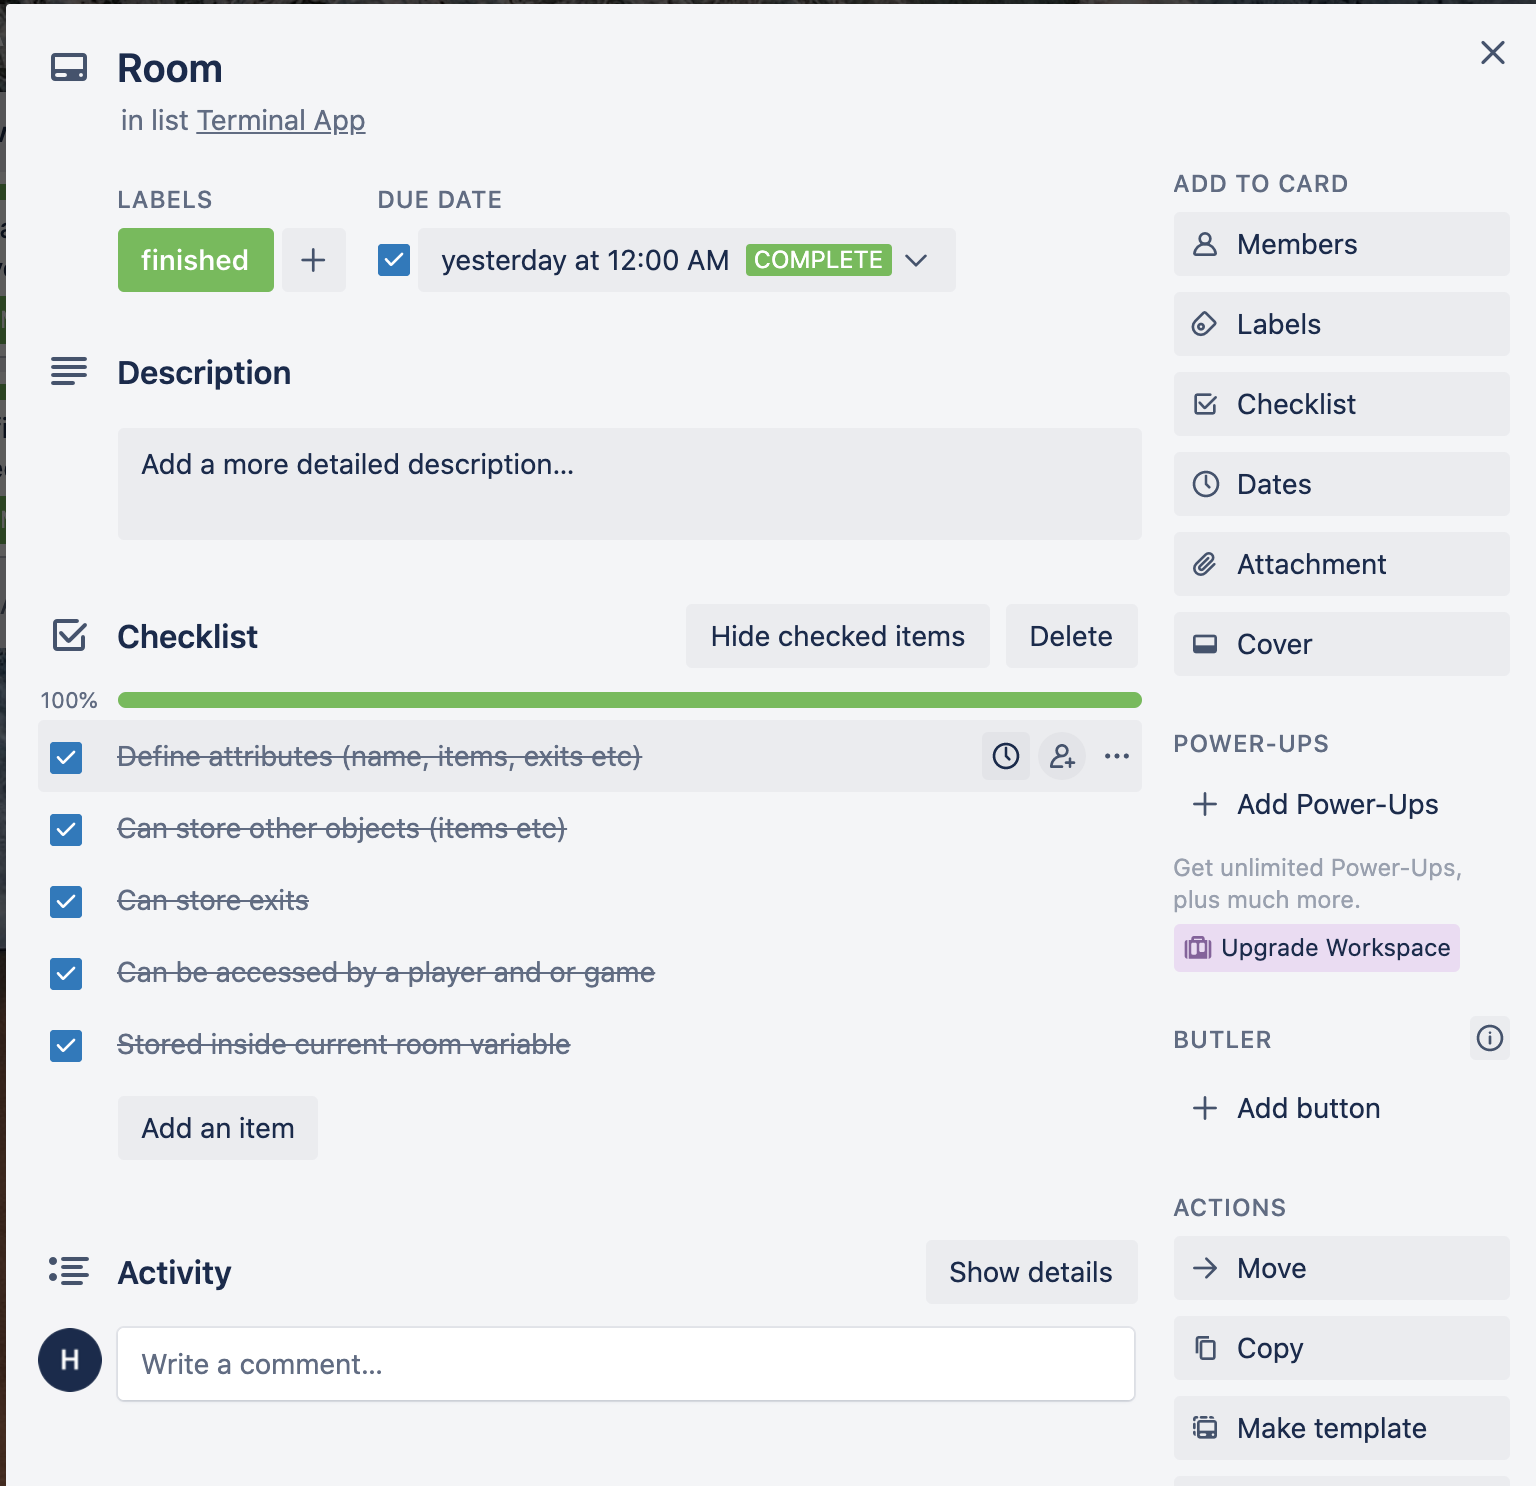 Room
in list Terminal App
LABELS
DUE DATE
finished
yesterday at 12:00 AM COMPLETE
Description
Add a more detailed description...
Checklist
Hide checked items
Delete
100%
Define attributes (name, items, exits etc)
Can store other objects (items etc)
Can store exits
Can be accessed by a player and or game
Stored inside current room variable
Add an item
Activity
Show details
H
Write a comment...
ADD TO CARD
Members
Labels
Checklist
Dates
Attachment
Cover
POWER-UPS
Add Power-Ups
Get unlimited Power-Ups,
plus much more.
Upgrade Workspace
BUTLER
Add button
ACTIONS
Move
Copy
Make template